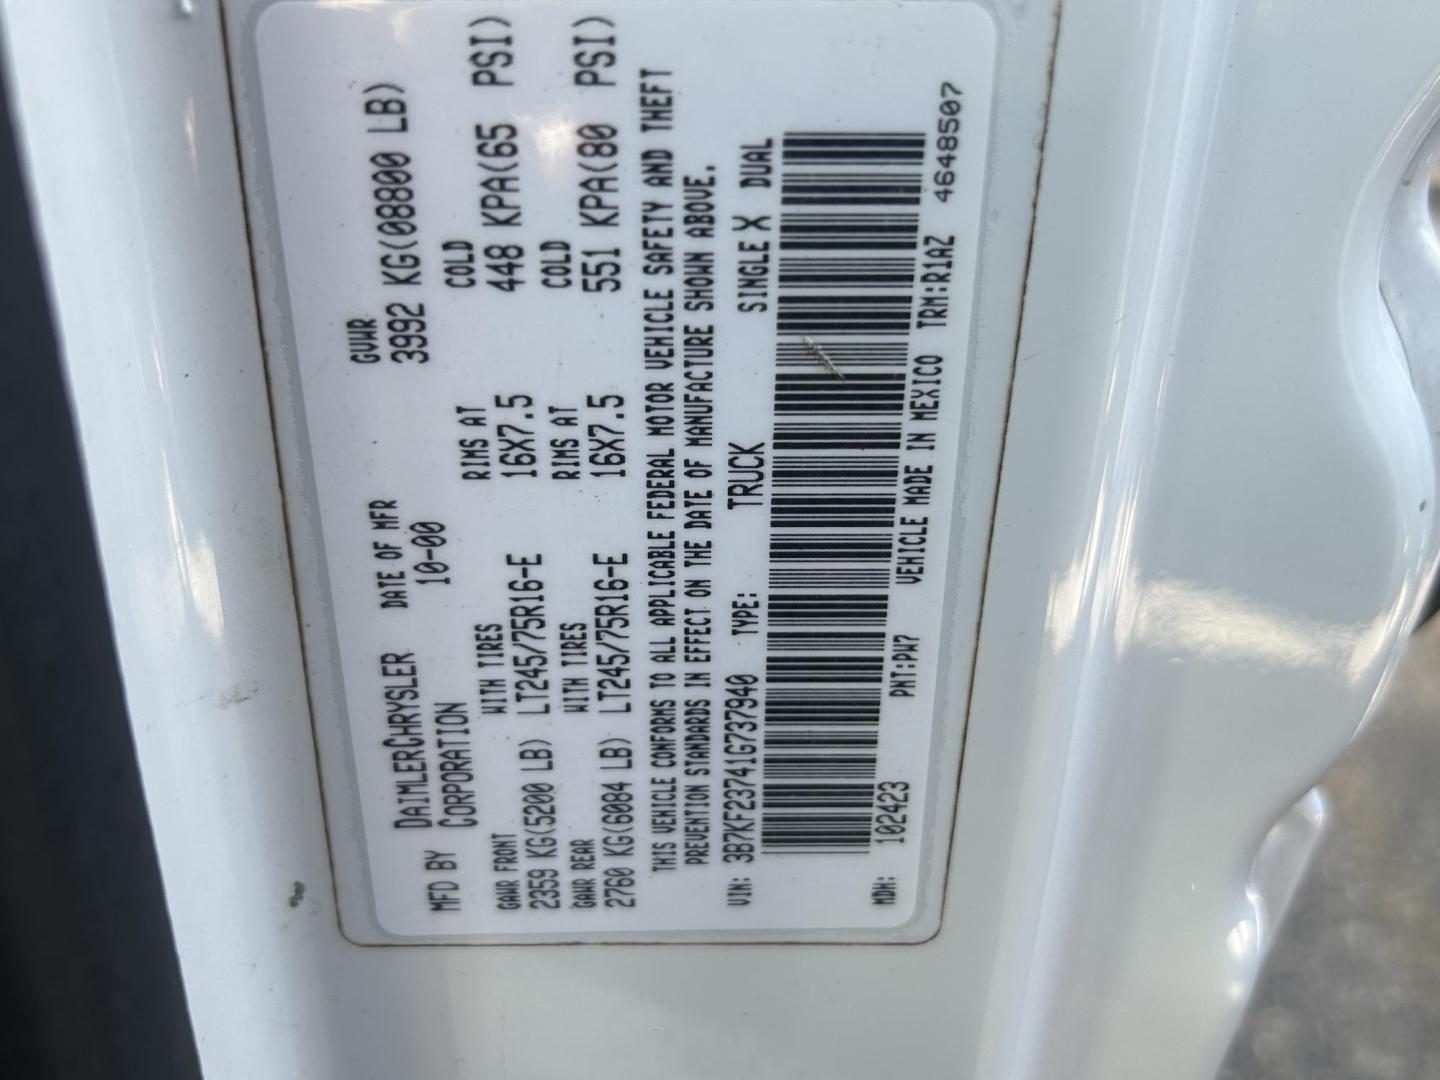 MFD BY DAIMLERCHRYSLER CORPORATION DATE OF MFR 10-00 GVWR 3992 KG(08800 LB)
GAWR FRONT WITH TIRES RIMS AT COLD
2359 KG(5200 LB) LT245/75R16-E 16X7.5 448 KPA(65 PSI)
GAWR REAR WITH TIRES RIMS AT COLD
2760 KG(6084 LB) LT245/75R16-E 16X7.5 551 KPA(80 PSI)
THIS VEHICLE CONFORMS TO ALL APPLICABLE FEDERAL MOTOR VEHICLE SAFETY AND THEFT
PREVENTION STANDARDS IN EFFECT ON THE DATE OF MANUFACTURE SHOWN ABOVE.
VIN: 3B7KF23741G737940 TYPE: TRUCK SINGLE X DUAL
MDH: 102423 PNT:PW7 VEHICLE MADE IN MEXICO TRM:R1AZ 4648507